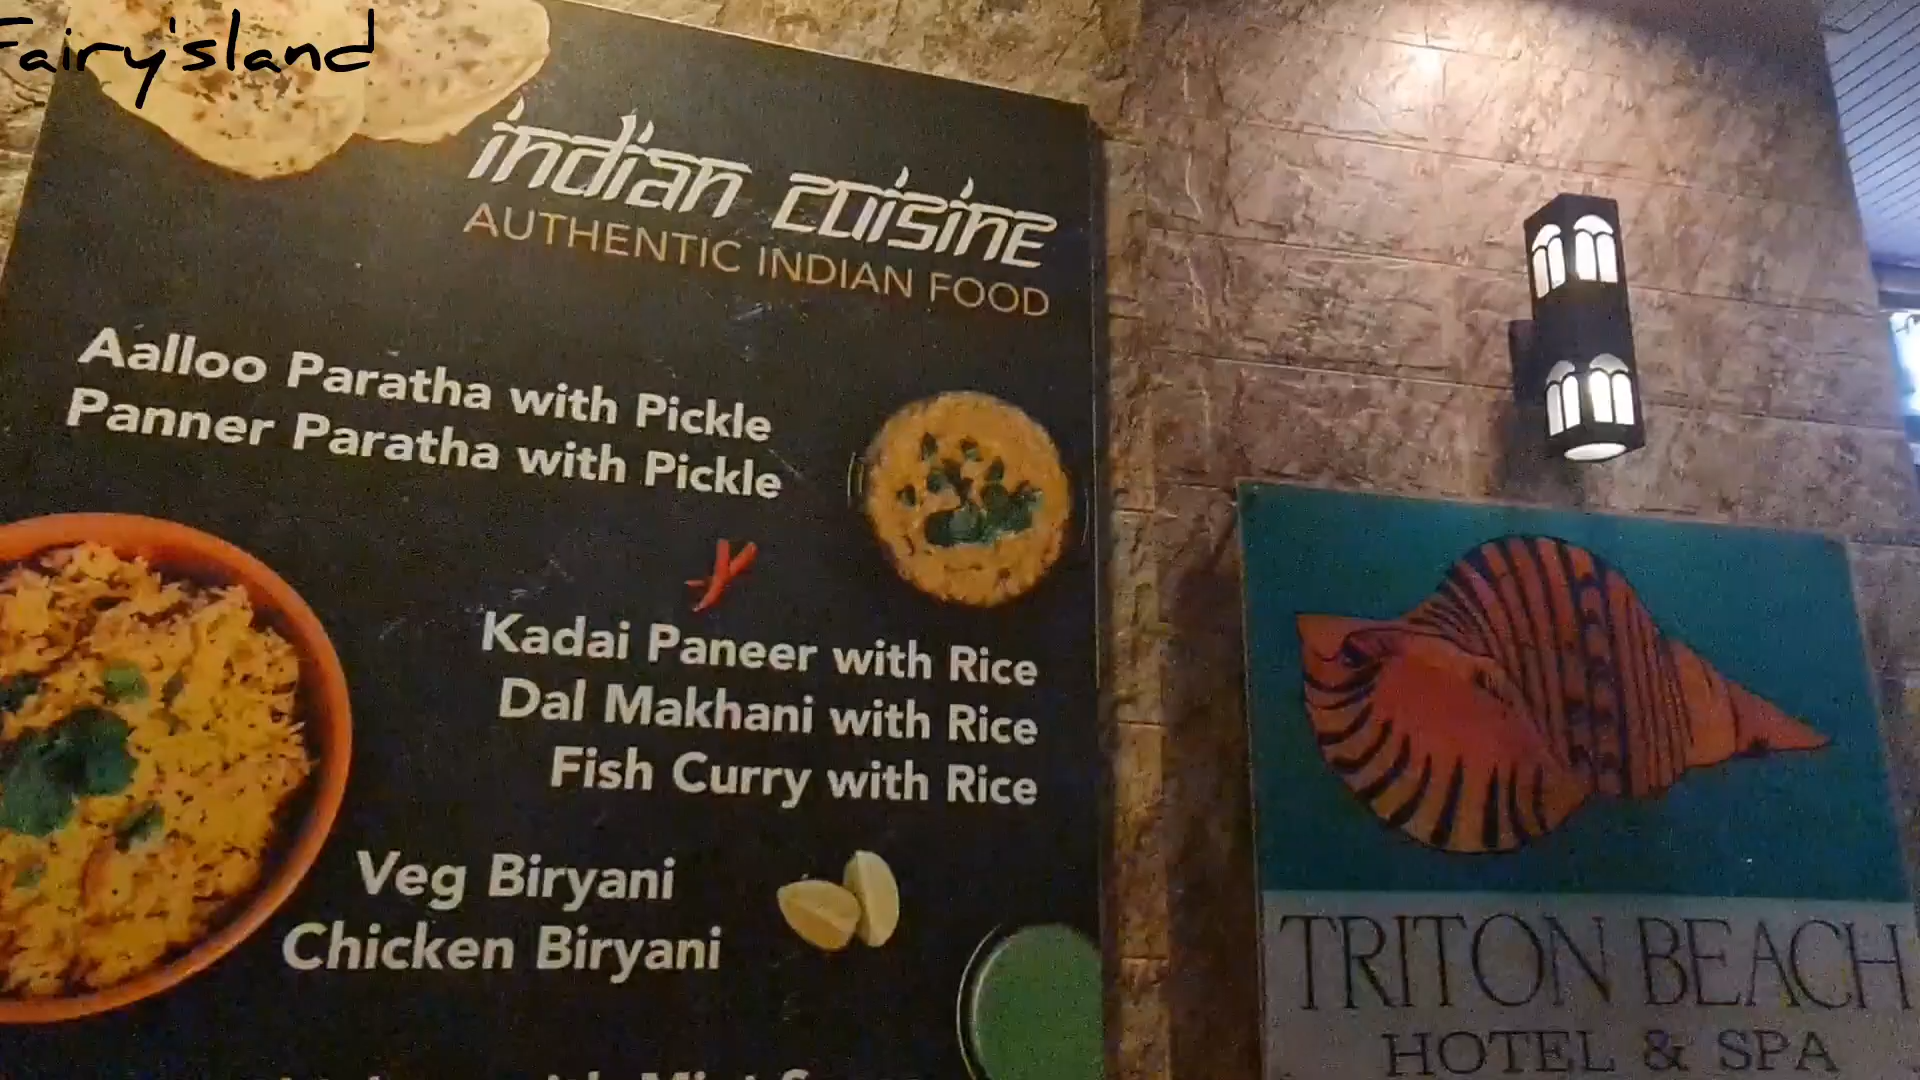 Fairy'sland
indian cuisine
AUTHENTIC INDIAN FOOD
Aalloo Paratha with Pickle
Panner Paratha with Pickle
Kadai Paneer with Rice
Dal Makhani with Rice
Fish Curry with Rice
Veg Biryani
Chicken Biryani
TRITON BEACH
HOTEL & SPA